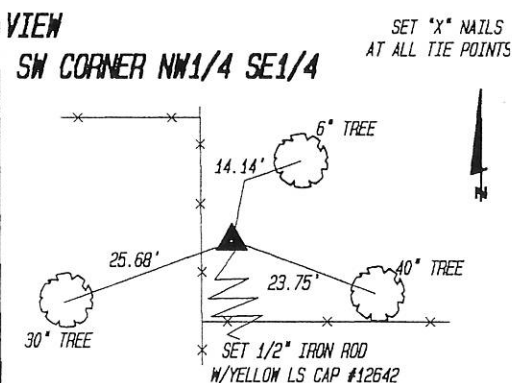 VIEW
SW CORNER NW1/4 SE1/4
SET "X" NAILS
AT ALL TIE POINTS
6" TREE
14.14'
N
25.68'
23.75'
40" TREE
30" TREE
SET 1/2" IRON ROD
W/YELLOW LS CAP #12642